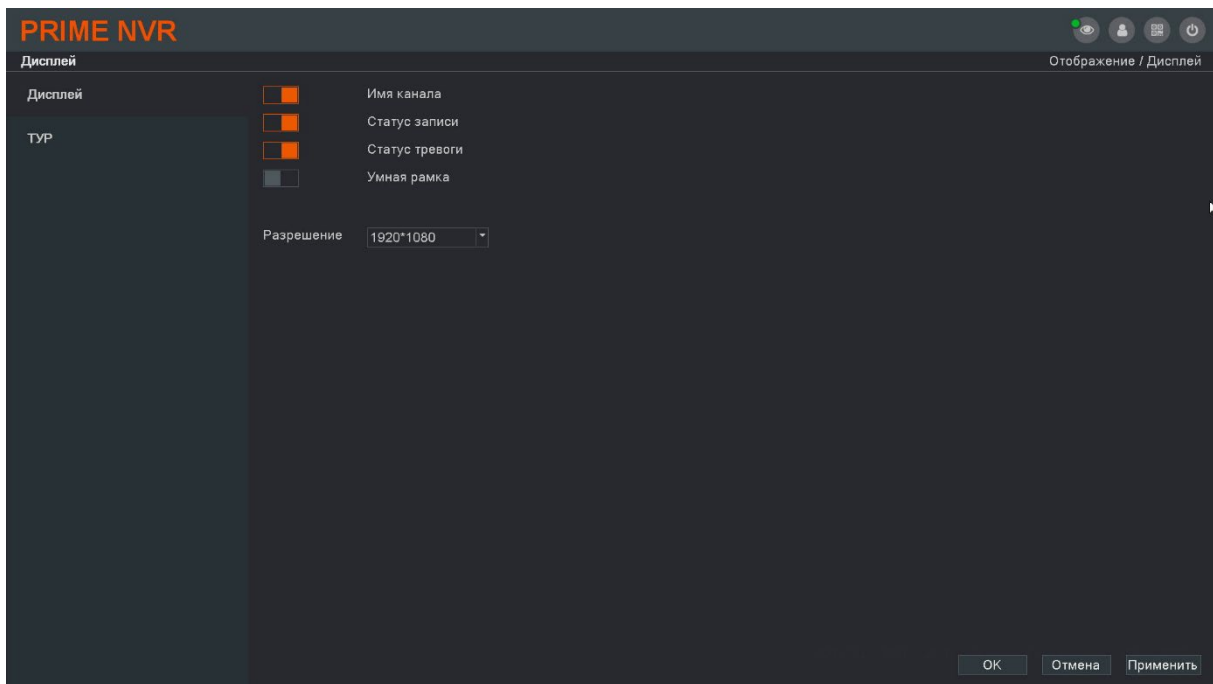 PRIME NVR
Дисплей
Отображение / Дисплей
Дисплей
ТУР
Имя канала
Статус записи
Статус тревоги
Умная рамка
Разрешение 1920*1080
OK Отмена Применить